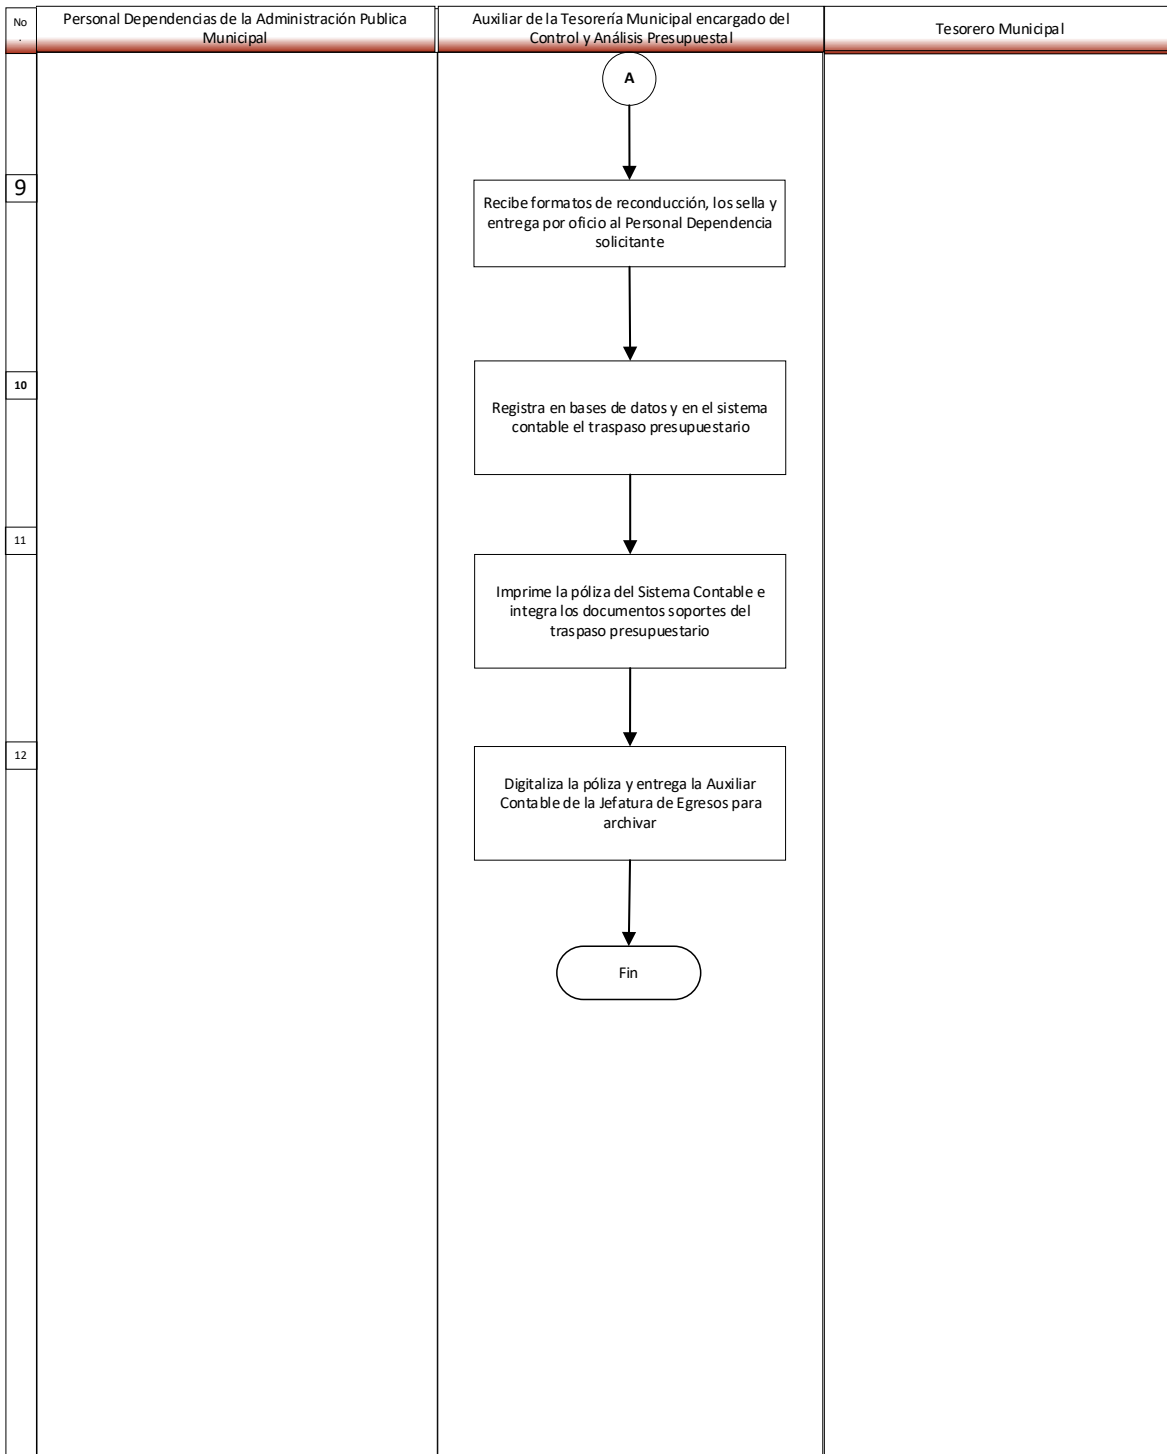 No
.
Personal Dependencias de la Administración Publica
Municipal
Auxiliar de la Tesorería Municipal encargado del
Control y Análisis Presupuestal
Tesorero Municipal
A
9
Recibe formatos de reconducción, los sella y
entrega por oficio al Personal Dependencia
solicitante
10
Registra en bases de datos y en el sistema
contable el traspaso presupuestario
11
Imprime la póliza del Sistema Contable e
integra los documentos soportes del
traspaso presupuestario
12
Digitaliza la póliza y entrega la Auxiliar
Contable de la Jefatura de Egresos para
archivar
Fin